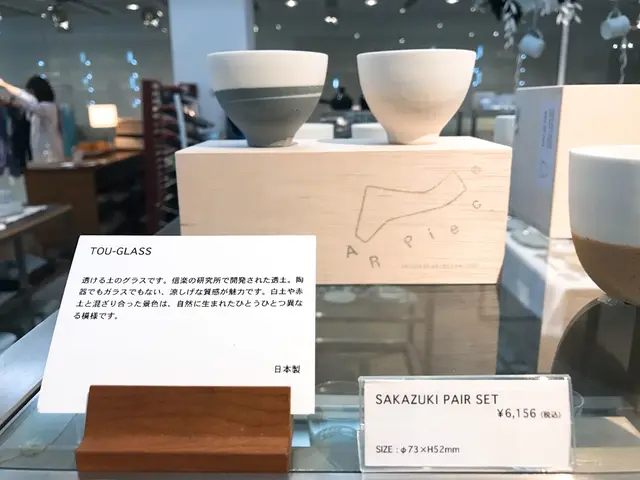 AR Piece
TOU-GLASS
透ける土のグラスです。信楽の研究所で開発された透土。陶
器でもガラスでもない、涼しげな質感が魅力です。白土や赤
土と混ざり合った景色は、自然に生まれたひとつひとつ異な
る模様です。
日本製
SAKAZUKI PAIR SET
¥6,156 (税込)
SIZE : φ73×H52mm